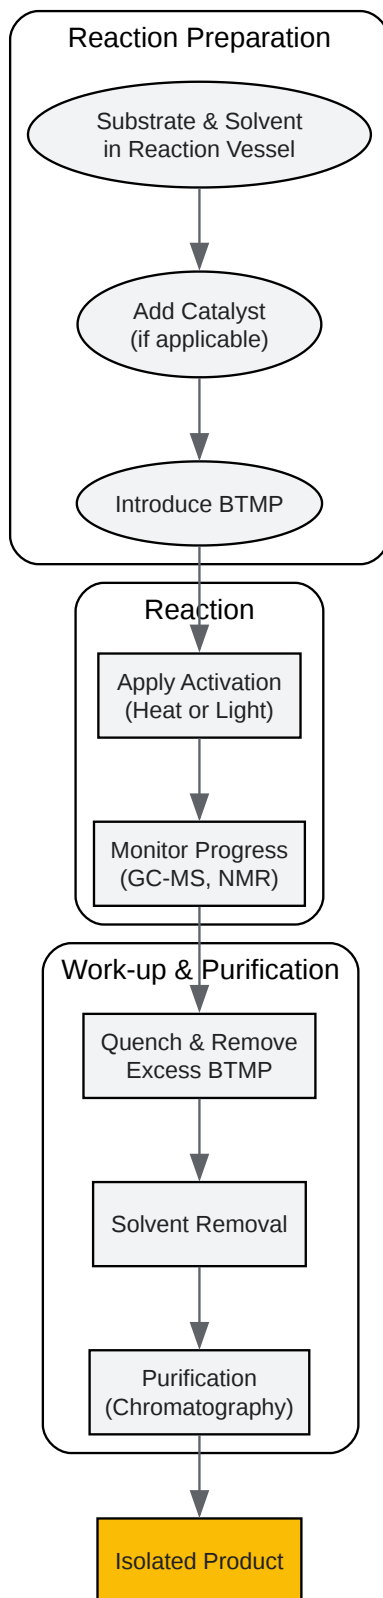 Reaction Preparation
Substrate & Solvent
in Reaction Vessel
Add Catalyst
(if applicable)
Introduce BTMP
Reaction
Apply Activation
(Heat or Light)
Monitor Progress
(GC-MS, NMR)
Work-up & Purification
Quench & Remove
Excess BTMP
Solvent Removal
Purification
(Chromatography)
Isolated Product